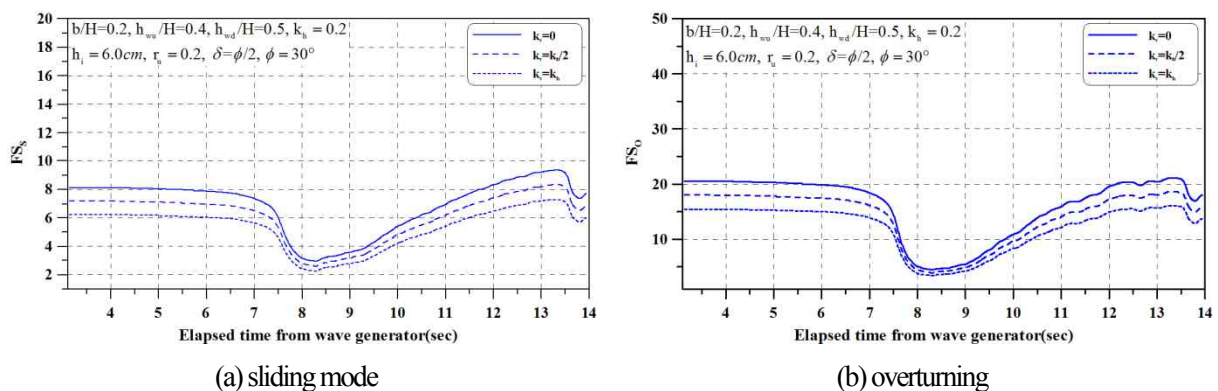 b/H=0.2, h_wu/H=0.4, h_wd/H=0.5, k_h = 0.2
h_i = 6.0cm, r_u = 0.2, δ=ϕ/2, ϕ = 30°
k_v=0
k_v=k_h/2
k_v=k_h
20
18
16
14
12
10
8
6
4
2
FS_S
4 5 6 7 8 9 10 11 12 13 14
Elapsed time from wave generator(sec)
(a) sliding mode
b/H=0.2, h_wu/H=0.4, h_wd/H=0.5, k_h = 0.2
h_i = 6.0cm, r_u = 0.2, δ=ϕ/2, ϕ = 30°
k_v=0
k_v=k_h/2
k_v=k_h
50
40
30
20
10
FS_O
4 5 6 7 8 9 10 11 12 13 14
Elapsed time from wave generator(sec)
(b) overturning